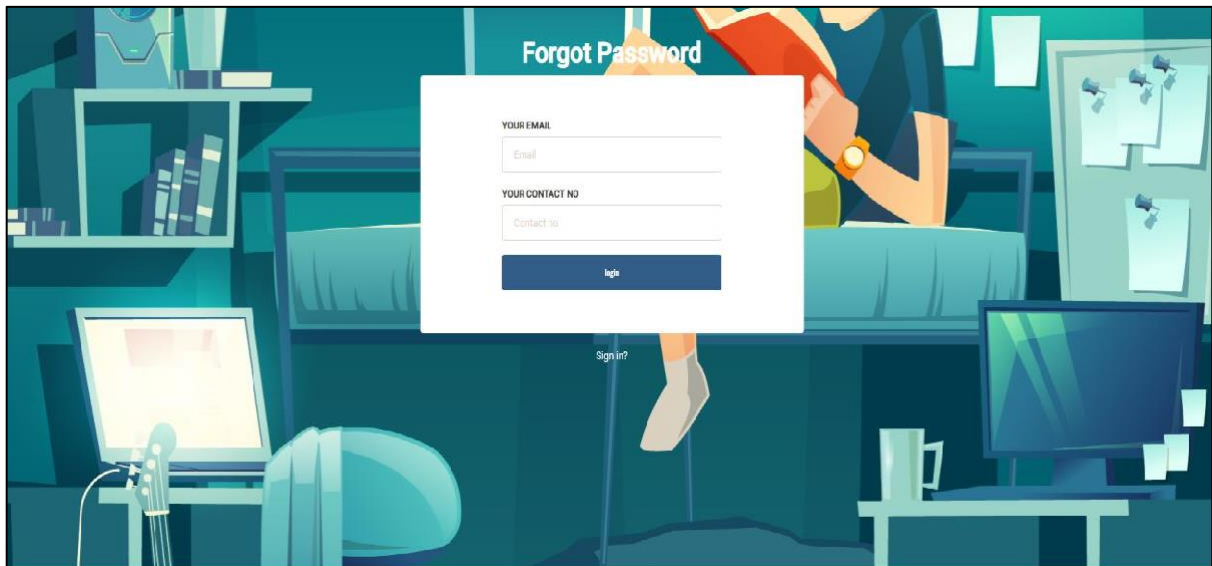 Forgot Password
YOUR EMAIL
Email
YOUR CONTACT NO
Contact no
login
Sign in?